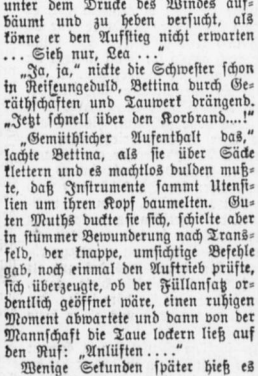 unter dem Drucke des Windes auf-
bäumt und zu heben versucht, als
könne er den Aufstieg nicht erwarten
... Sieh nur, Lea ..."
„Ja, ja," nickte die Schwester schon
in Reiseungeduld, Bettina durch Ge-
räthschaften und Tauwerk drängend.
„Jetzt schnell über den Korbrand....!"
„Gemüthlicher Aufenthalt das,"
lachte Bettina, als sie über Säcke
klettern und es machtlos dulden muß-
te, daß Instrumente sammt Utensi-
lien um ihren Kopf baumelten. Gu-
ten Muths duckte sie sich, schielte aber
in stummer Bewunderung nach Trans-
feld, der knappe, umsichtige Befehle
gab, noch einmal den Auftrieb prüfte,
sich überzeugte, ob der Füllansatz or-
dentlich geöffnet wäre, einen ruhigen
Moment abwartete und dann von der
Mannschaft die Taue lockern ließ auf
den Ruf: „Anlüften ...."
Wenige Sekunden später hieß es